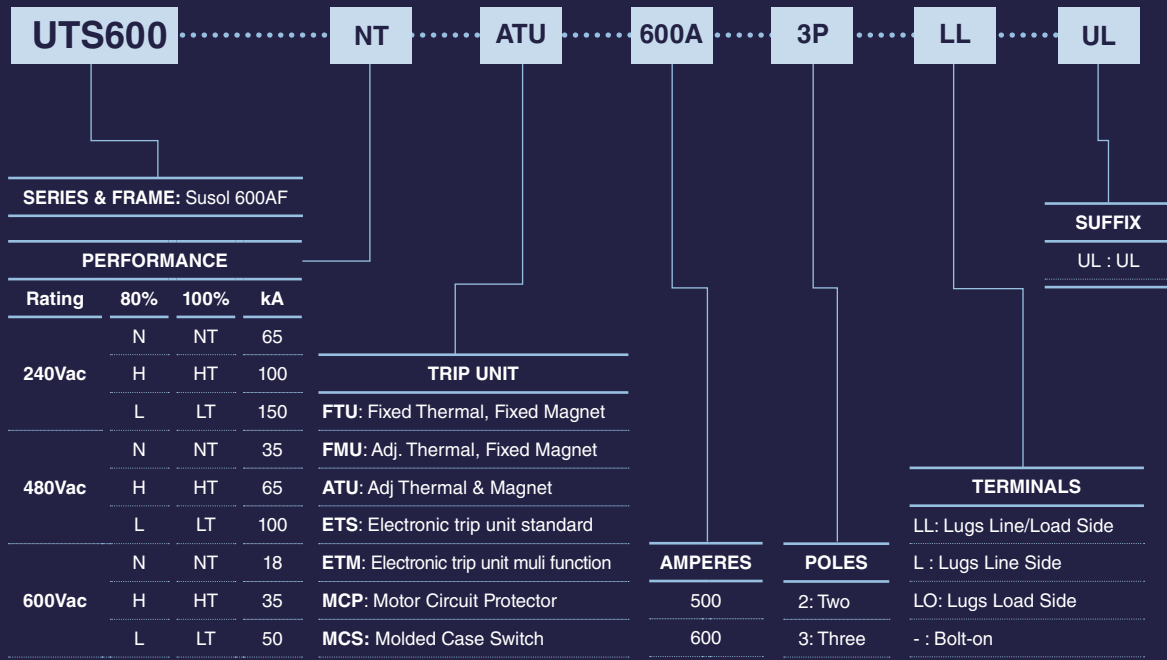 UTS600 NT ATU 600A 3P LL UL
SERIES & FRAME: Susol 600AF
PERFORMANCE
Rating 80% 100% kA
240Vac
N NT 65
H HT 100
L LT 150
480Vac
N NT 35
H HT 65
L LT 100
600Vac
N NT 18
H HT 35
L LT 50
TRIP UNIT
FTU: Fixed Thermal, Fixed Magnet
FMU: Adj. Thermal, Fixed Magnet
ATU: Adj Thermal & Magnet
ETS: Electronic trip unit standard
ETM: Electronic trip unit muli function
MCP: Motor Circuit Protector
MCS: Molded Case Switch
AMPERES
500
600
POLES
2: Two
3: Three
TERMINALS
LL: Lugs Line/Load Side
L : Lugs Line Side
LO: Lugs Load Side
- : Bolt-on
SUFFIX
UL : UL